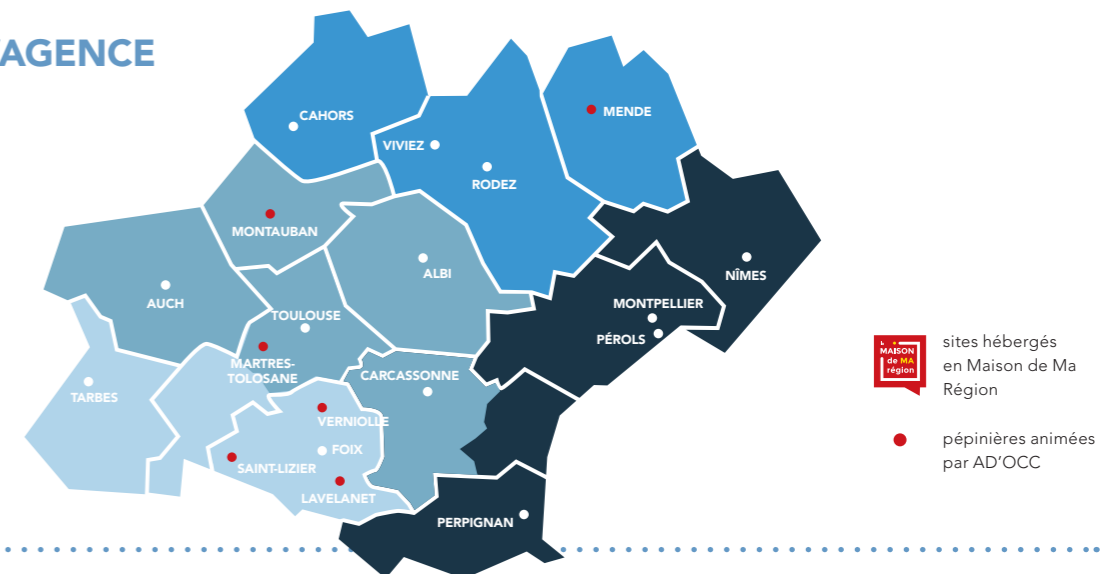 'AGENCE
CAHORS
MENDE
VIVIEZ
RODEZ
MONTAUBAN
ALBI
NÎMES
AUCH
MONTPELLIER
TOULOUSE
PÉROLS
MARTRES-
TOLOSANE
CARCASSONNE
TARBES
VERNIOLLE
FOIX
SAINT-LIZIER
LAVELANET
PERPIGNAN
MAISON
de MA
région
sites hébergés
en Maison de Ma
Région
pépinières animées
par AD'OCC